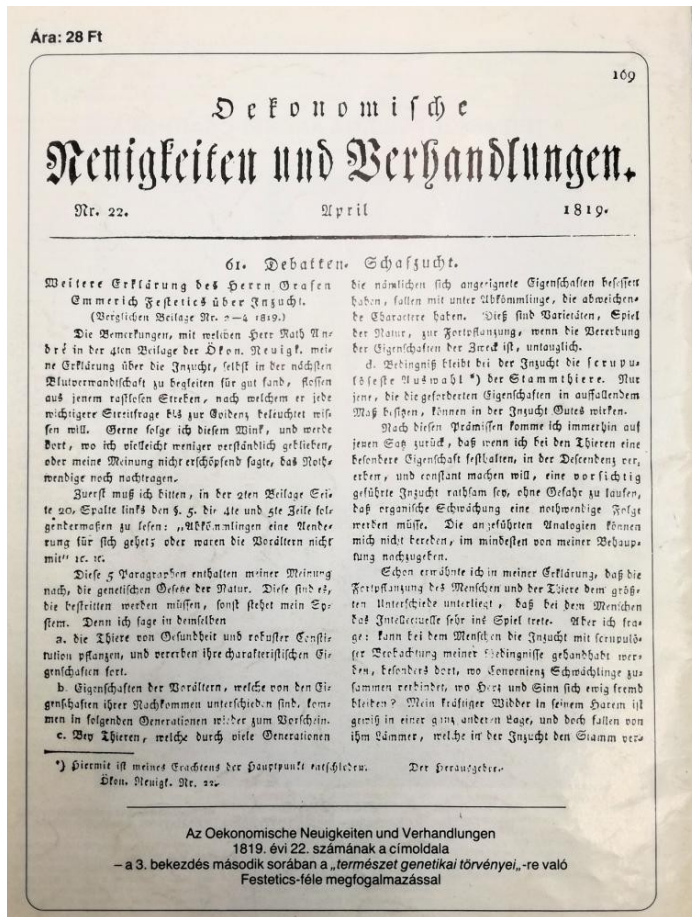 Ára: 28 Ft
169
Oekonomische
Neuigkeiten und Verhandlungen.
Nr. 22. April 1819.
61. Debatten. Schafzucht.
Weitere Erklärung des Herrn Grafen
Emmerich Festetics über Inzucht.
(Verglichen Beilage Nr. 2—4 1819.)
Die Bemerkungen, mit welchen Herr Rath An-
dré in der 4ten Beilage der Ökon. Neuigk. mei-
ne Erklärung über die Inzucht, selbst in der nächsten
Blutverwandtschaft zu begleiten für gut fand, flossen
aus jenem rastlosen Streben, nach welchem er jede
wichtigere Streitfrage bis zur Evidenz beleuchtet wis-
sen will. Gerne folge ich diesem Wink, und werde
dort, wo ich vielleicht weniger verständlich geblieben,
oder meine Meinung nicht erschöpfend sagte, das Noth-
wendige noch nachtragen.
Zuerst muß ich bitten, in der 2ten Beilage Sei-
te 20, Spalte links den §. 5. die 4te und 5te Zeile fol-
gendermaßen zu lesen: „Abkömmlingen eine Aende-
rung für sich gehet; oder waren die Vorältern nicht
mit“ ꝛc. ꝛc.
Diese 5 Paragraphen enthalten meiner Meinung
nach, die genetischen Gesetze der Natur. Diese sind es,
die bestritten werden müssen, sonst stehet mein Sy-
stem. Denn ich sage in demselben
a. die Thiere von Gesundheit und robuster Consti-
tution pflanzen, und vererben ihre charakteristischen Ei-
genschaften fort.
b. Eigenschaften der Vorältern, welche von den Ei-
genschaften ihrer Nachkommen unterschieden sind, kom-
men in folgenden Generationen wieder zum Vorschein.
c. Bey Thieren, welche durch viele Generationen
die nämlichen sich angeeignete Eigenschaften besessen
haben, fallen mit unter Abkömmlinge, die abweichen-
de Charactere haben. Dieß sind Varietäten, Spiel
der Natur, zur Fortpflanzung, wenn die Vererbung
der Eigenschaften der Zweck ist, untauglich.
d. Bedingniß bleibt bei der Inzucht die scrupu-
löseste Auswahl *) der Stammthiere. Nur
jene, die die geforderten Eigenschaften in auffallendem
Maß besitzen, können in der Inzucht Gutes wirken.
Nach diesen Prämissen komme ich immerhin auf
jenen Satz zurück, daß wenn ich bei den Thieren eine
besondere Eigenschaft festhalten, in der Descendenz ver-
erben, und constant machen will, eine vorsichtig
geführte Inzucht rathsam sey, ohne Gefahr zu laufen,
daß organische Schwächung eine nothwendige Folge
werden müsse. Die angeführten Analogien können
mich nicht bereden, im mindesten von meiner Behaup-
tung nachzugeben.
Schon erwähnte ich in meiner Erklärung, daß die
Fortpflanzung des Menschen und der Thiere dem größ-
ten Unterschiede unterliegt, daß bei dem Menschen
das Intellectuelle sehr ins Spiel trete. Aber ich fra-
ge: kann bei dem Menschen die Inzucht mit scrupulö-
ser Beobachtung meiner Bedingnisse gehandhabt wer-
den, besonders dort, wo Convenienz Schwächlinge zu-
sammen verbindet, wo Herz und Sinn sich ewig fremd
bleiben? Mein kräftiger Widder in seinem Harem ist
gewiß in einer ganz anderen Lage, und doch fallen von
ihm Lämmer, welche in der Inzucht den Stamm ver-
*) Hiermit ist meines Erachtens der Hauptpunkt entschieden. Der Herausgeber.
Ökon. Neuigk. Nr. 22.
Az Oekonomische Neuigkeiten und Verhandlungen
1819. évi 22. számának a címoldala
– a 3. bekezdés második sorában a „természet genetikai törvényei„-re való
Festetics-féle megfogalmazással